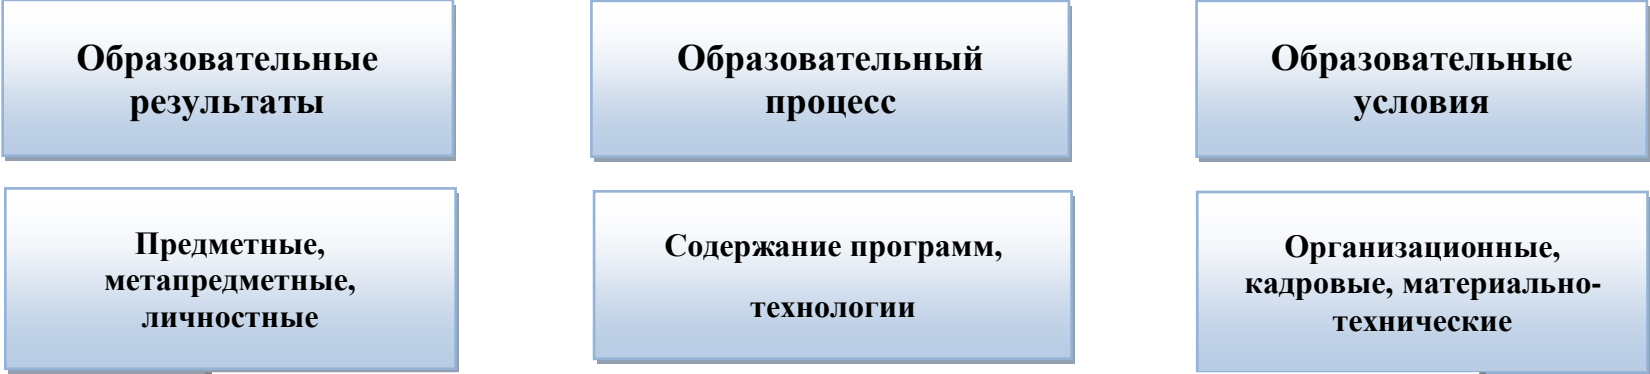 Образовательные
результаты
Образовательный
процесс
Образовательные
условия
Предметные,
метапредметные,
личностные
Содержание программ,
технологии
Организационные,
кадровые, материально-
технические